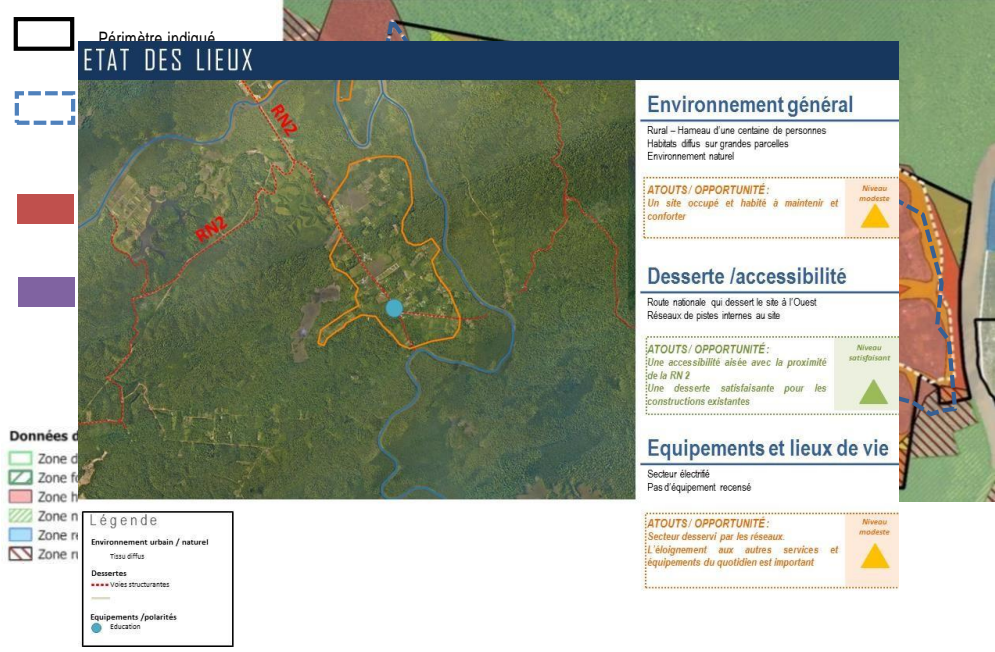 Périmètre indiqué
ETAT DES LIEUX
RN2
RN2
Environnement général
Rural – Hameau d'une centaine de personnes
Habitats diffus sur grandes parcelles
Environnement naturel
ATOUTS / OPPORTUNITÉ :
Un site occupé et habité à maintenir et
conforter
Niveau
modeste
Desserte /accessibilité
Route nationale qui dessert le site à l'Ouest
Réseaux de pistes internes au site
ATOUTS / OPPORTUNITÉ :
Une accessibilité aisée avec la proximité
de la RN 2
Une desserte satisfaisante pour les
constructions existantes
Niveau
satisfaisant
Equipements et lieux de vie
Secteur électrifié
Pas d'équipement recensé
ATOUTS / OPPORTUNITÉ :
Secteur desservi par les réseaux.
L'éloignement aux autres services et
équipements du quotidien est important
Niveau
modeste
Données d
Zone d
Zone fo
Zone h
Zone n
Zone re
Zone ru
Légende
Environnement urbain / naturel
Tissu diffus
Dessertes
Voies structurantes
Equipements /polarités
Education